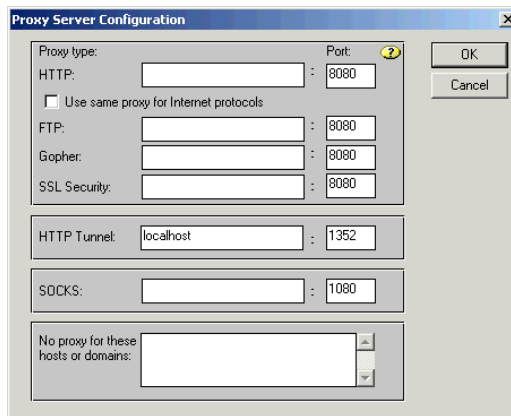 Proxy Server Configuration
Proxy type: Port: ?
HTTP: : 8080
Use same proxy for Internet protocols
FTP: : 8080
Gopher: : 8080
SSL Security: : 8080
HTTP Tunnel: localhost : 1352
SOCKS: : 1080
No proxy for these
hosts or domains:
OK
Cancel